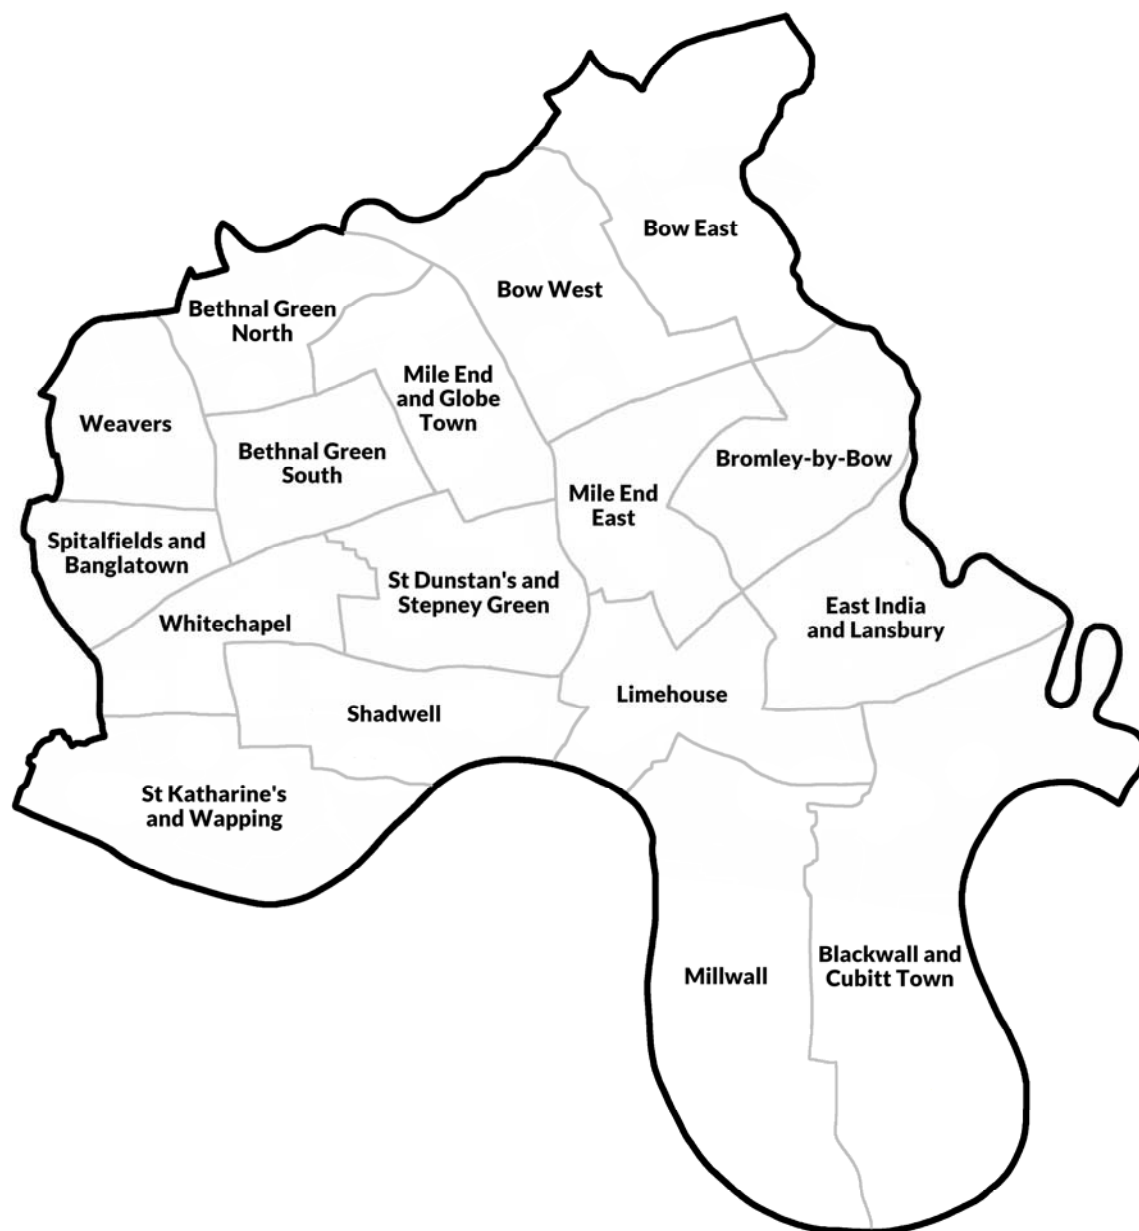 Bow East
Bow West
Bethnal Green
North
Mile End
and Globe
Town
Weavers
Bethnal Green
South
Bromley-by-Bow
Mile End
East
Spitalfields and
Banglatown
St Dunstan's and
Stepney Green
East India
and Lansbury
Whitechapel
Limehouse
Shadwell
St Katharine's
and Wapping
Blackwall and
Cubitt Town
Millwall